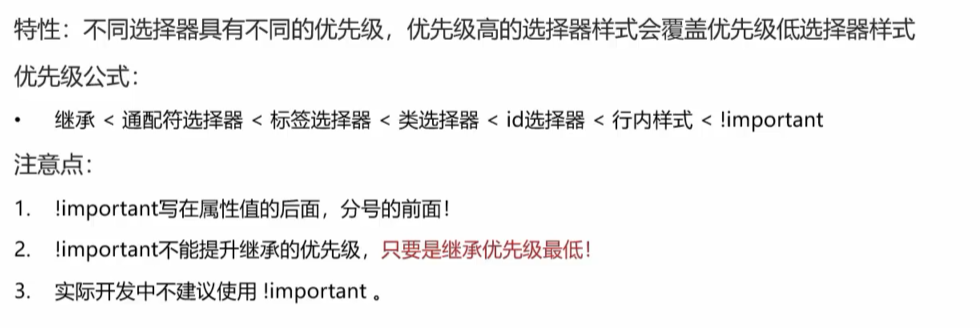 特性：不同选择器具有不同的优先级，优先级高的选择器样式会覆盖优先级低选择器样式
优先级公式：
• 继承 < 通配符选择器 < 标签选择器 < 类选择器 < id选择器 < 行内样式 < !important
注意点：
1. !important写在属性值的后面，分号的前面！
2. !important不能提升继承的优先级，只要是继承优先级最低！
3. 实际开发中不建议使用 !important 。